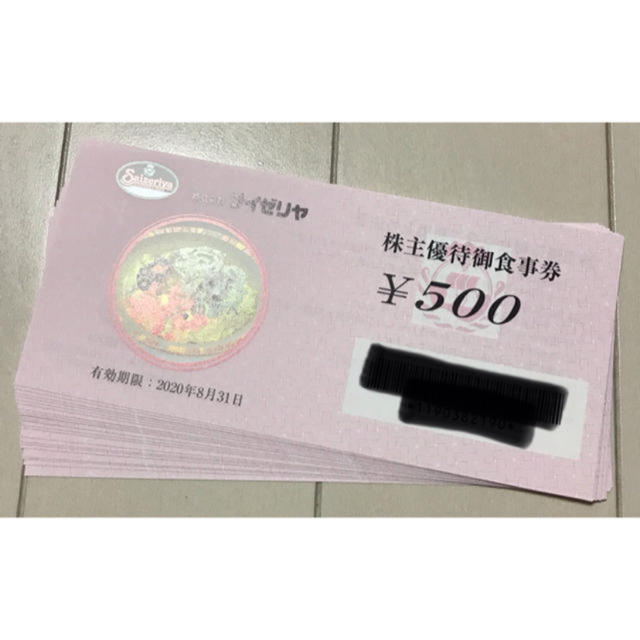 Saizeriya
サイゼリヤ
株主優待御食事券
¥500
有効期限：2020年8月31日